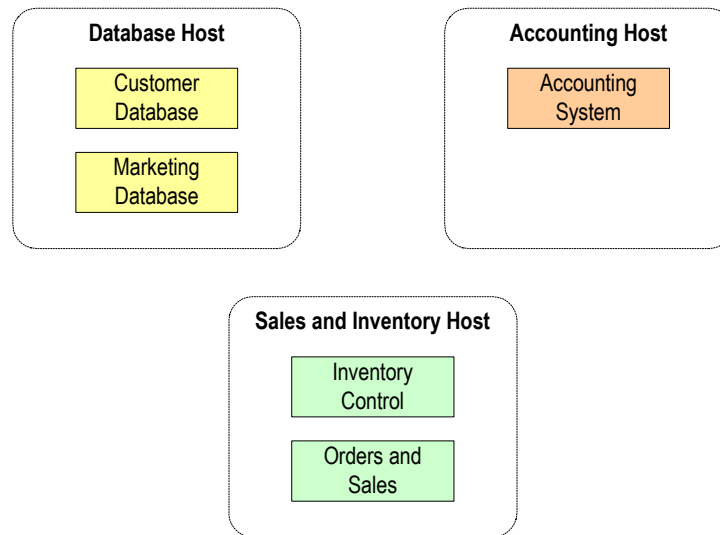 Database Host
Customer
Database
Marketing
Database
Accounting Host
Accounting
System
Sales and Inventory Host
Inventory
Control
Orders and
Sales